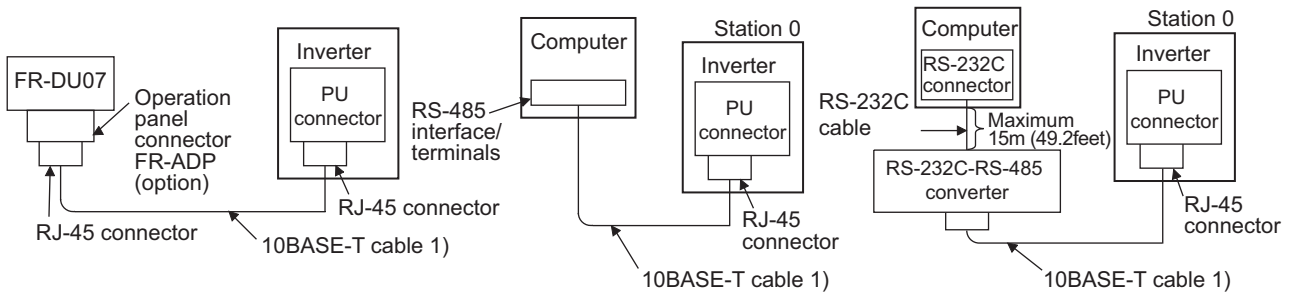 FR-DU07
Operation
panel
connector
FR-ADP
(option)
RJ-45 connector
Inverter
PU
connector
RJ-45 connector
10BASE-T cable 1)
Computer
RS-485
interface/
terminals
Station 0
Inverter
PU
connector
RJ-45
connector
10BASE-T cable 1)
Computer
RS-232C
connector
RS-232C
cable
Maximum
15m (49.2feet)
RS-232C-RS-485
converter
Station 0
Inverter
PU
connector
RJ-45
connector
10BASE-T cable 1)